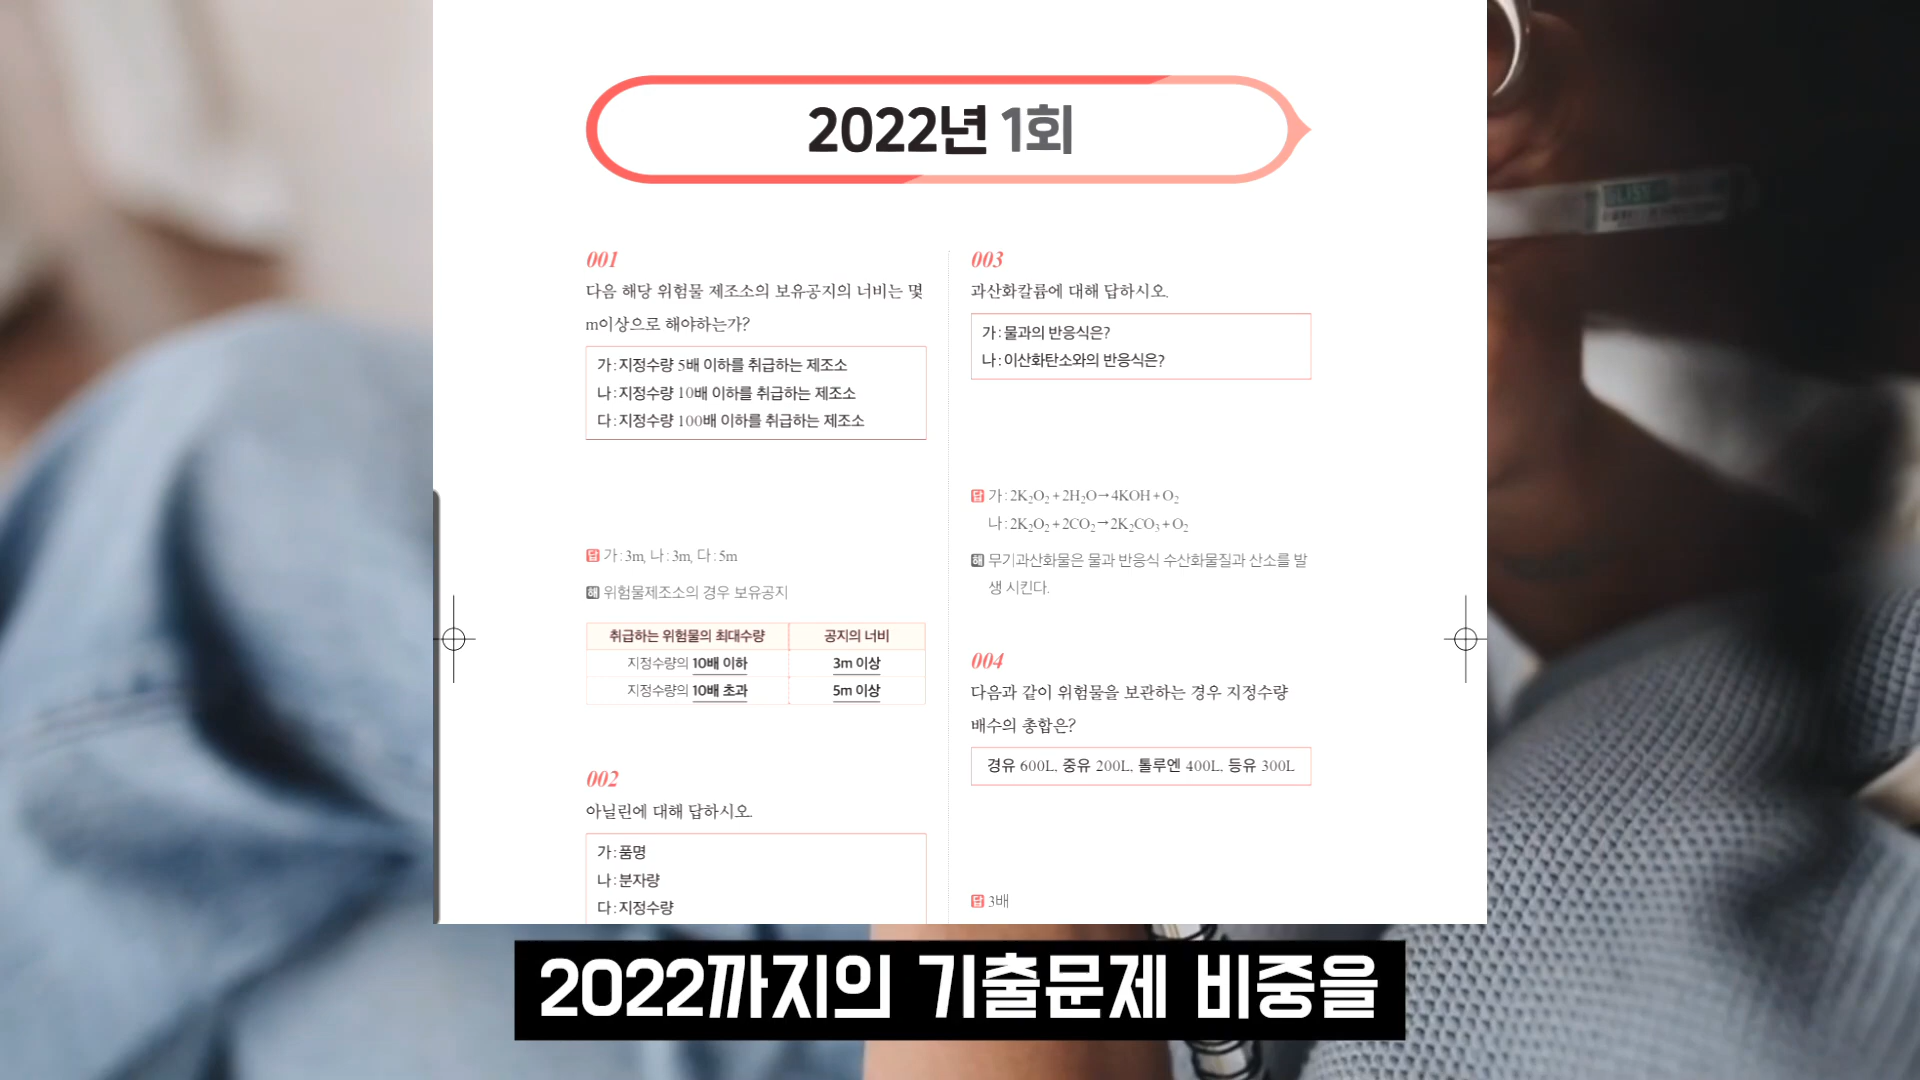 2022년 1회
001
다음 해당 위험물 제조소의 보유공지의 너비는 몇
m이상으로 해야하는가?
가 : 지정수량 5배 이하를 취급하는 제조소
나 : 지정수량 10배 이하를 취급하는 제조소
다 : 지정수량 100배 이하를 취급하는 제조소
답 가 : 3m, 나 : 3m, 다 : 5m
해 위험물제조소의 경우 보유공지
취급하는 위험물의 최대수량 공지의 너비
지정수량의 10배 이하 3m 이상
지정수량의 10배 초과 5m 이상
002
아닐린에 대해 답하시오.
가 : 품명
나 : 분자량
다 : 지정수량
003
과산화칼륨에 대해 답하시오.
가 : 물과의 반응식은?
나 : 이산화탄소와의 반응식은?
답 가 : 2K₂O₂+2H₂O→4KOH+O₂
나 : 2K₂O₂+2CO₂→2K₂CO₃+O₂
해 무기과산화물은 물과 반응식 수산화물질과 산소를 발
생 시킨다.
004
다음과 같이 위험물을 보관하는 경우 지정수량
배수의 총합은?
경유 600L, 중유 200L, 톨루엔 400L, 등유 300L
답 3배
2022까지의 기출문제 비중을